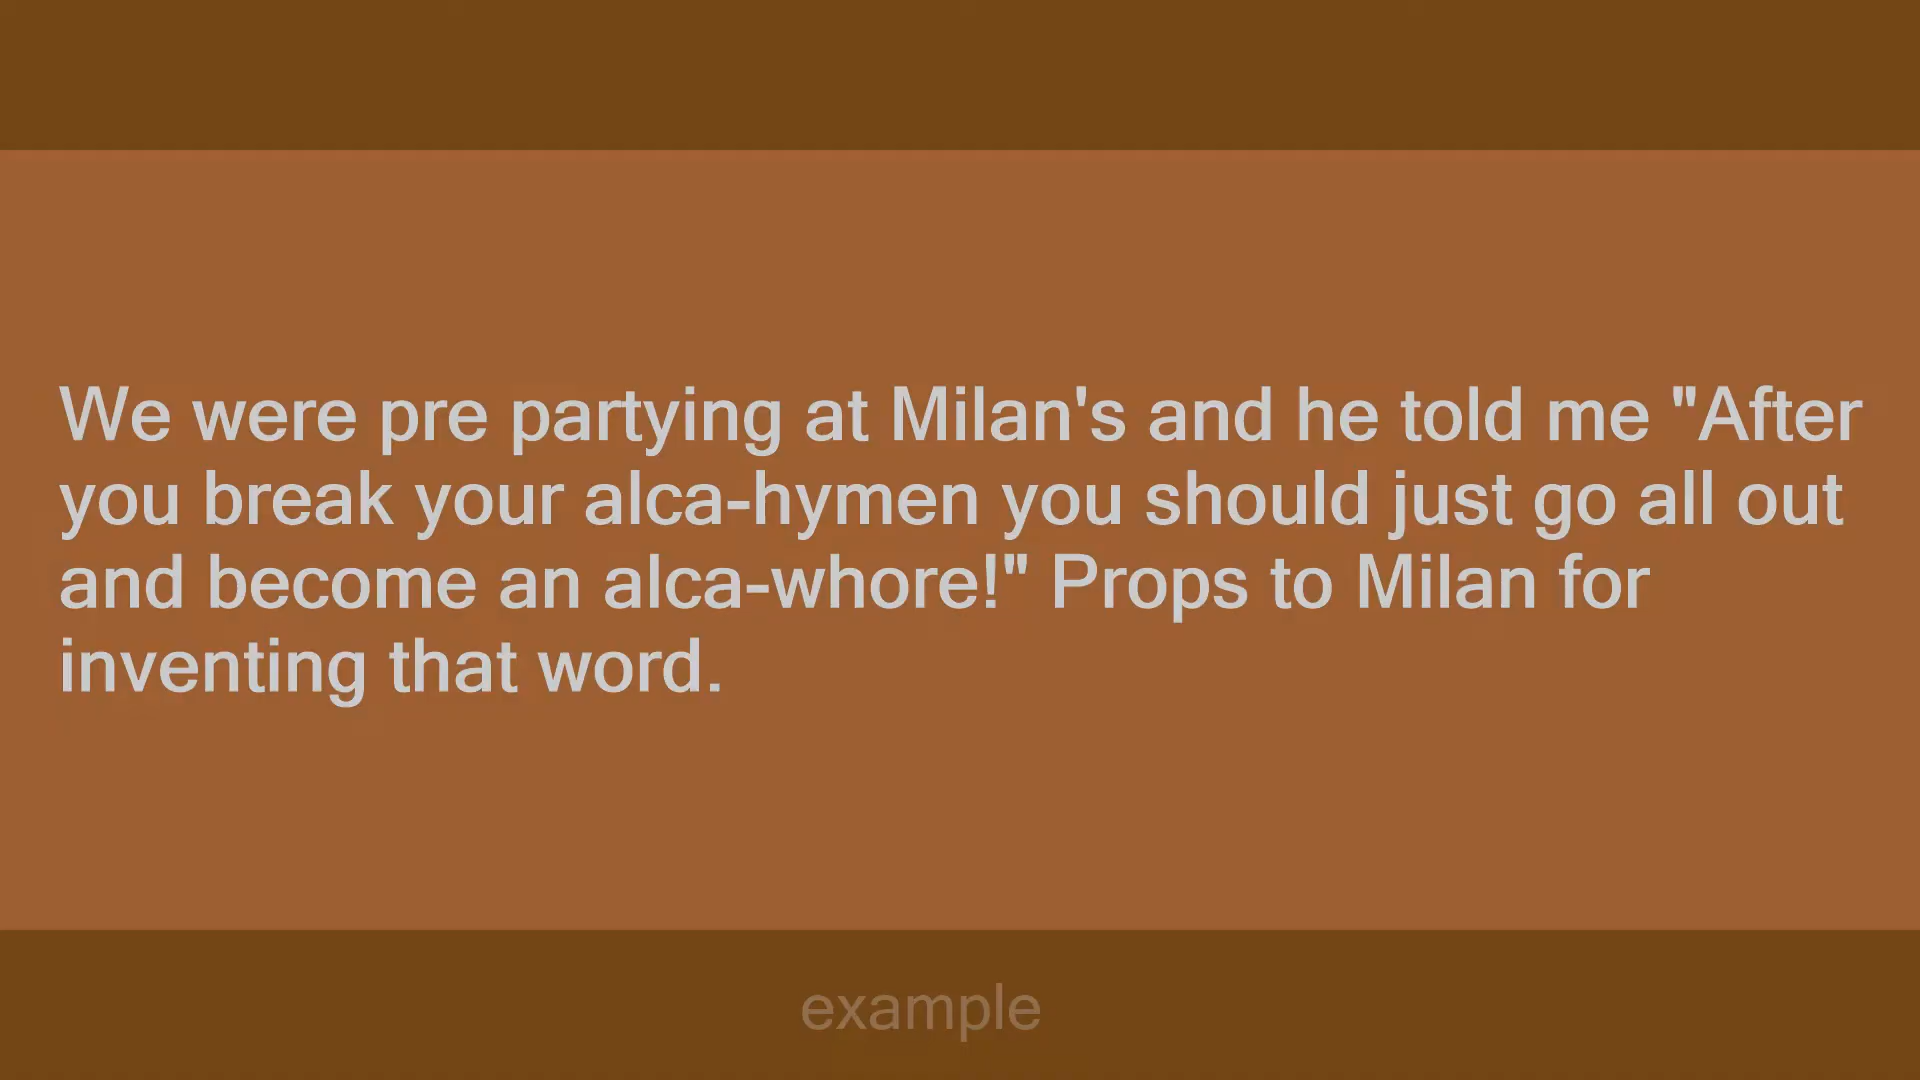 We were pre partying at Milan's and he told me "After
you break your alca-hymen you should just go all out
and become an alca-whore!" Props to Milan for
inventing that word.
example